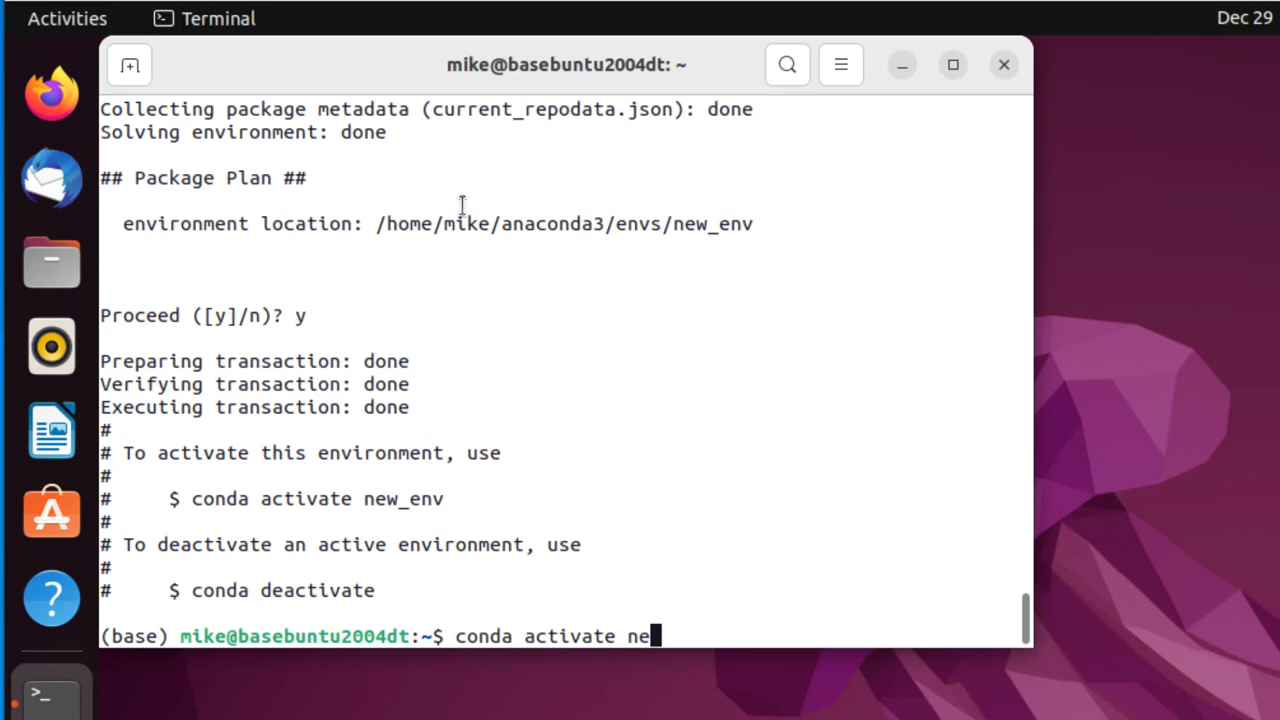 Activities Terminal Dec 29
mike@basebuntu2004dt: ~
Collecting package metadata (current_repodata.json): done
Solving environment: done
## Package Plan ##
environment location: /home/mike/anaconda3/envs/new_env
Proceed ([y]/n)? y
Preparing transaction: done
Verifying transaction: done
Executing transaction: done
#
# To activate this environment, use
#
# $ conda activate new_env
#
# To deactivate an active environment, use
#
# $ conda deactivate
(base) mike@basebuntu2004dt:~$ conda activate ne